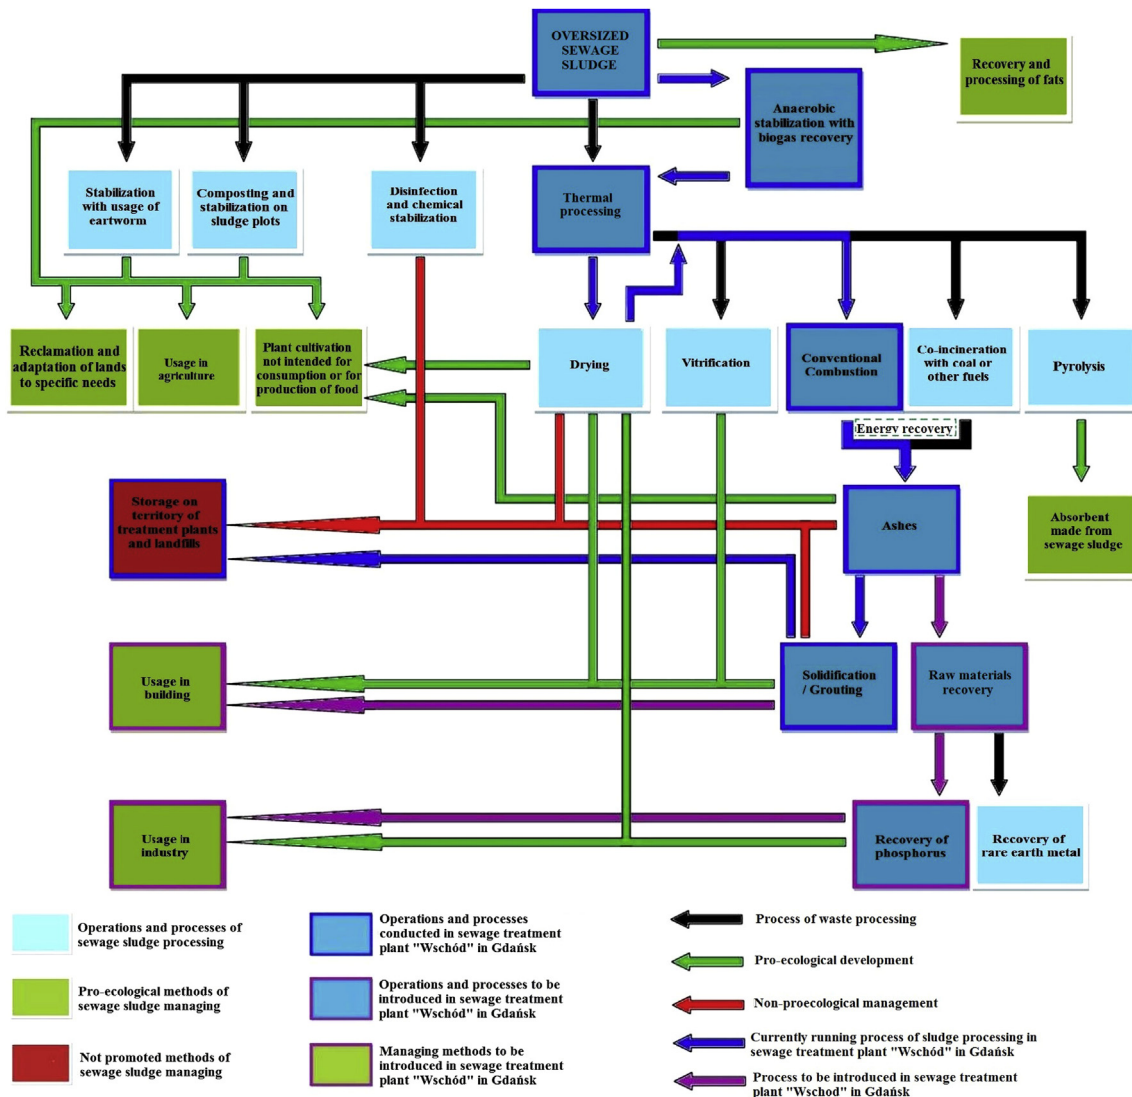 OVERSIZED
SEWAGE
SLUDGE
Recovery and
processing of fats
Anaerobic
stabilization with
biogas recovery
Stabilization
with usage of
eartworm
Composting and
stabilization on
sludge plots
Disinfection
and chemical
stabilization
Thermal
processing
Reclamation and
adaptation of lands
to specific needs
Usage in
agriculture
Plant cultivation
not intended for
consumption or for
production of food
Drying
Vitrification
Conventional
Combustion
Co-incineration
with coal or
other fuels
Pyrolysis
Energy recovery
Storage on
territory of
treatment plants
and landfills
Ashes
Absorbent
made from
sewage sludge
Usage in
building
Solidification
/ Grouting
Raw materials
recovery
Usage in
industry
Recovery of
phosphorus
Recovery of
rare earth metal
Operations and processes of
sewage sludge processing
Pro-ecological methods of
sewage sludge managing
Not promoted methods of
sewage sludge managing
Operations and processes
conducted in sewage treatment
plant "Wschód" in Gdańsk
Operations and processes to be
introduced in sewage treatment
plant "Wschód" in Gdańsk
Managing methods to be
introduced in sewage treatment
plant "Wschód" in Gdańsk
Process of waste processing
Pro-ecological development
Non-proecological management
Currently running process of sludge processing in
sewage treatment plant "Wschód" in Gdańsk
Process to be introduced in sewage treatment
plant "Wschod" in Gdańsk